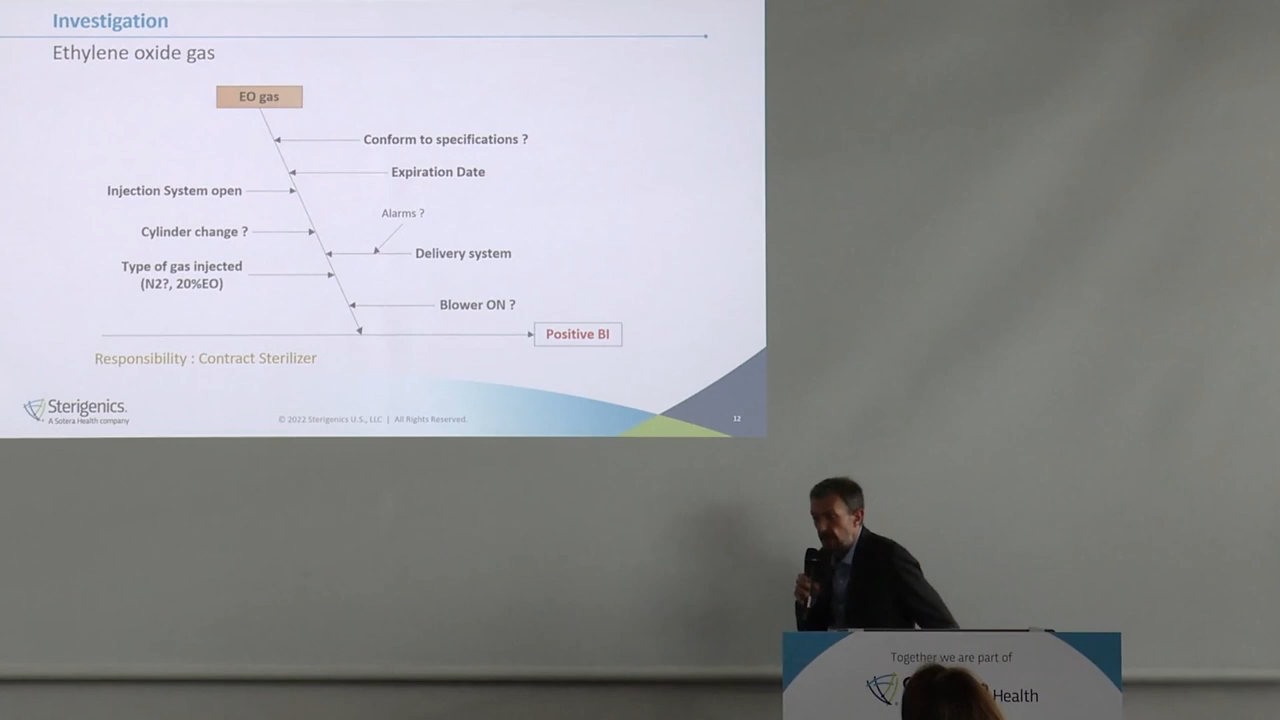 Investigation
Ethylene oxide gas
EO gas
Conform to specifications ?
Expiration Date
Injection System open
Alarms ?
Cylinder change ?
Delivery system
Type of gas injected
(N2?, 20%EO)
Blower ON ?
Positive BI
Responsibility : Contract Sterilizer
Sterigenics.
A Sotera Health company
© 2022 Sterigenics U.S., LLC | All Rights Reserved.
12
Together we are part of
Health